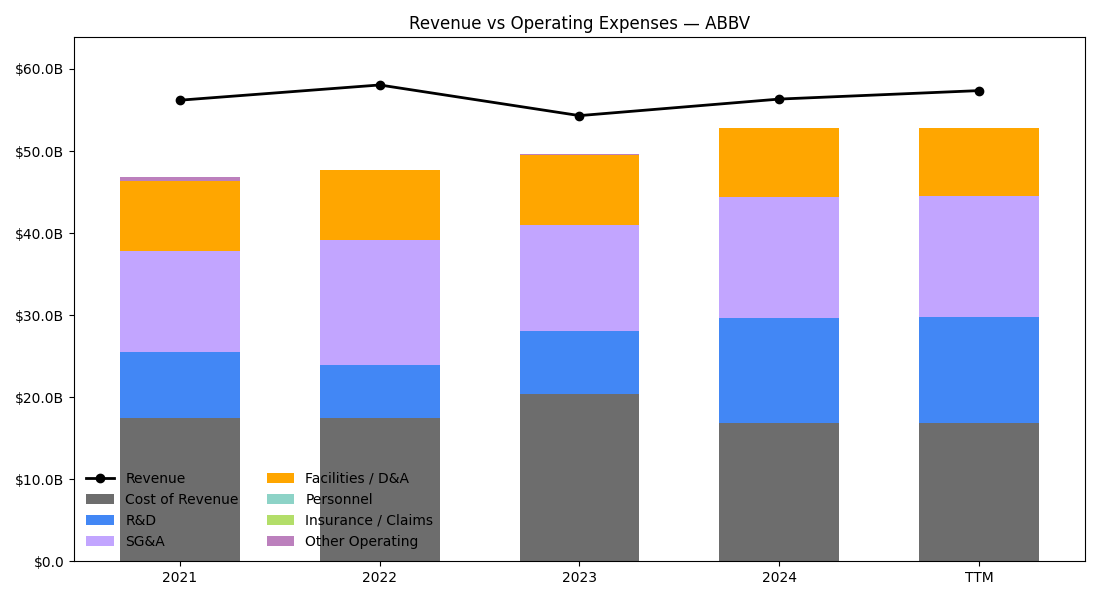 Revenue vs Operating Expenses — ABBV
$60.0B
$50.0B
$40.0B
$30.0B
$20.0B
$10.0B
$0.0
Revenue
Cost of Revenue
R&D
SG&A
Facilities / D&A
Personnel
Insurance / Claims
Other Operating
2021
2022
2023
2024
TTM